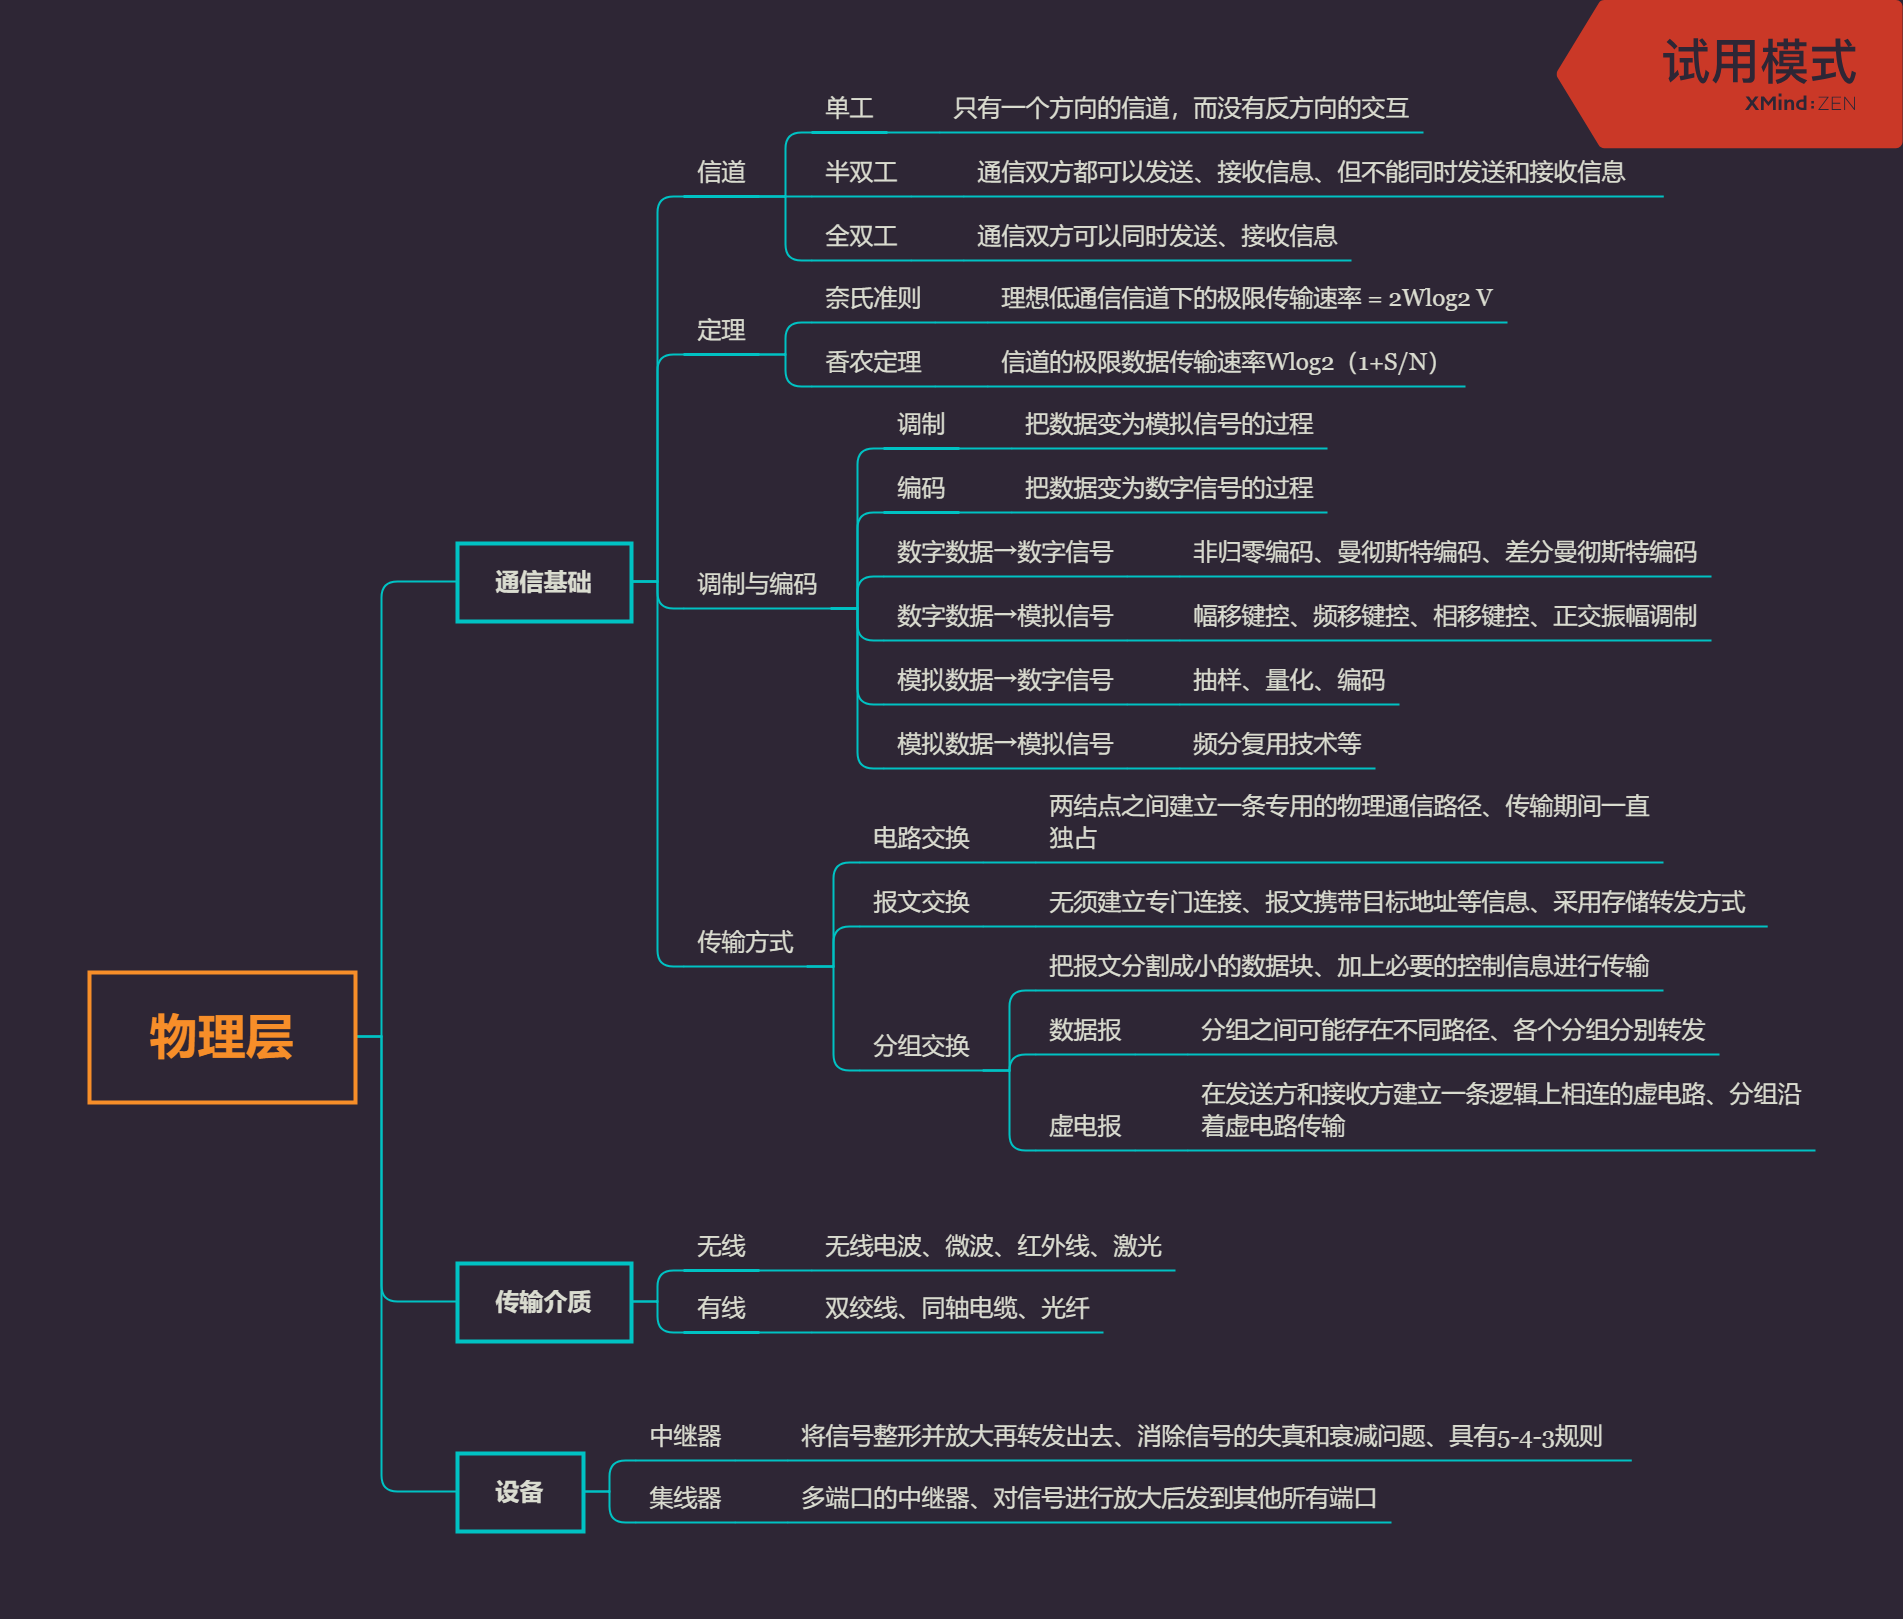 试用模式
XMind:ZEN
物理层
通信基础
信道
单工
只有一个方向的信道，而没有反方向的交互
半双工
通信双方都可以发送、接收信息、但不能同时发送和接收信息
全双工
通信双方可以同时发送、接收信息
定理
奈氏准则
理想低通信信道下的极限传输速率 = 2Wlog2 V
香农定理
信道的极限数据传输速率Wlog2（1+S/N）
调制与编码
调制
把数据变为模拟信号的过程
编码
把数据变为数字信号的过程
数字数据→数字信号
非归零编码、曼彻斯特编码、差分曼彻斯特编码
数字数据→模拟信号
幅移键控、频移键控、相移键控、正交振幅调制
模拟数据→数字信号
抽样、量化、编码
模拟数据→模拟信号
频分复用技术等
传输方式
电路交换
两结点之间建立一条专用的物理通信路径、传输期间一直
独占
报文交换
无须建立专门连接、报文携带目标地址等信息、采用存储转发方式
分组交换
把报文分割成小的数据块、加上必要的控制信息进行传输
数据报
分组之间可能存在不同路径、各个分组分别转发
虚电报
在发送方和接收方建立一条逻辑上相连的虚电路、分组沿
着虚电路传输
传输介质
无线
无线电波、微波、红外线、激光
有线
双绞线、同轴电缆、光纤
设备
中继器
将信号整形并放大再转发出去、消除信号的失真和衰减问题、具有5-4-3规则
集线器
多端口的中继器、对信号进行放大后发到其他所有端口